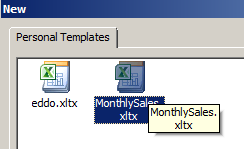 New
Personal Templates
eddo.xltx
MonthlySales.
xltx
MonthlySales.
xltx